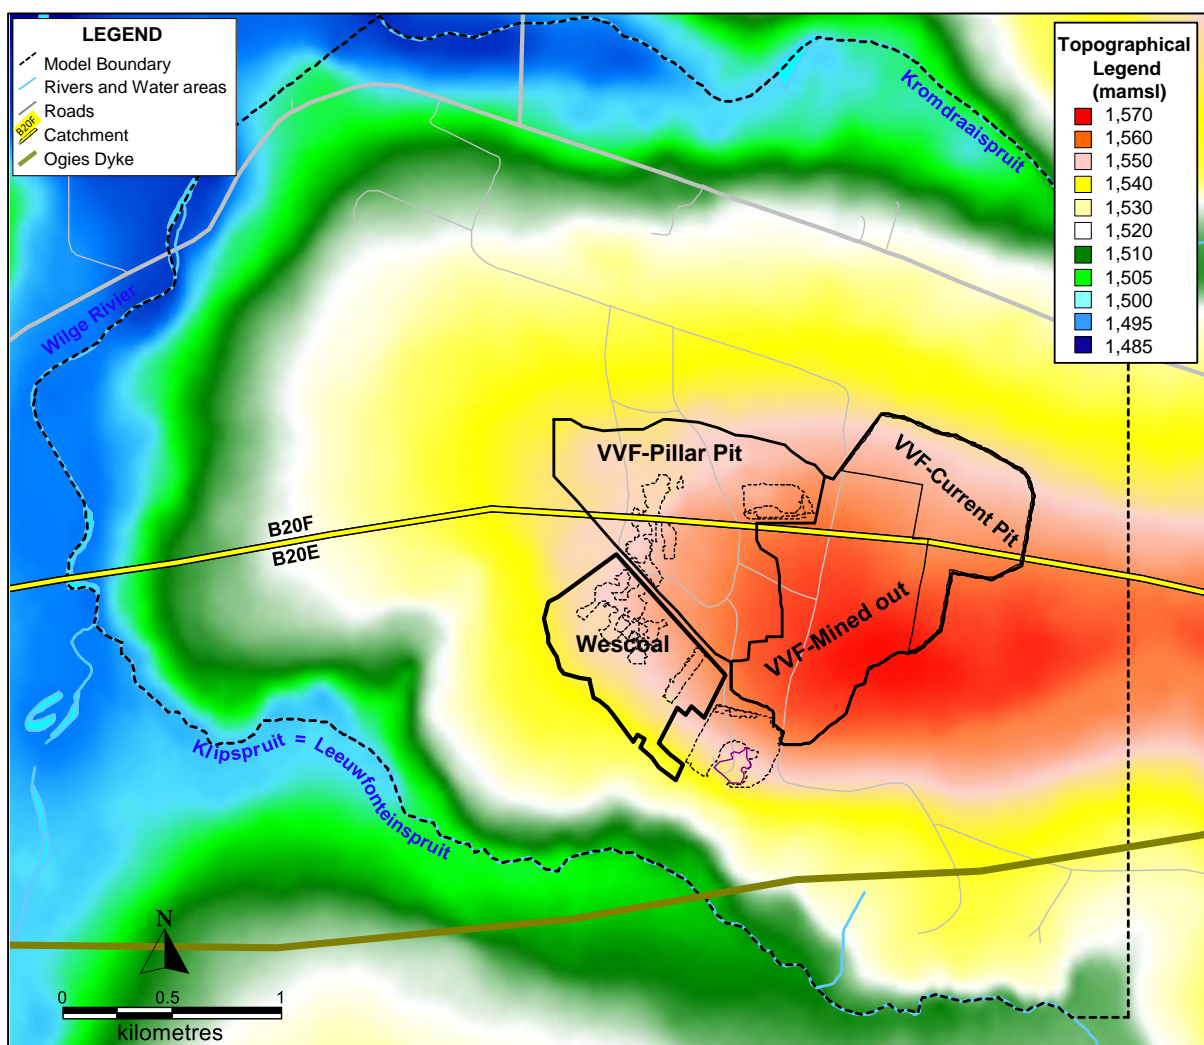 LEGEND
Model Boundary
Rivers and Water areas
Roads
B20F
Catchment
Ogies Dyke
Topographical
Legend
(mamsl)
1,570
1,560
1,550
1,540
1,530
1,520
1,510
1,505
1,500
1,495
1,485
Kromdraaispruit
Wilge Rivier
VVF-Pillar Pit
VVF-Current Pit
B20F
B20E
Wescoal
VVF-Mined out
Klipspruit = Leeuwfonteinspruit
N
0 0.5 1
kilometres